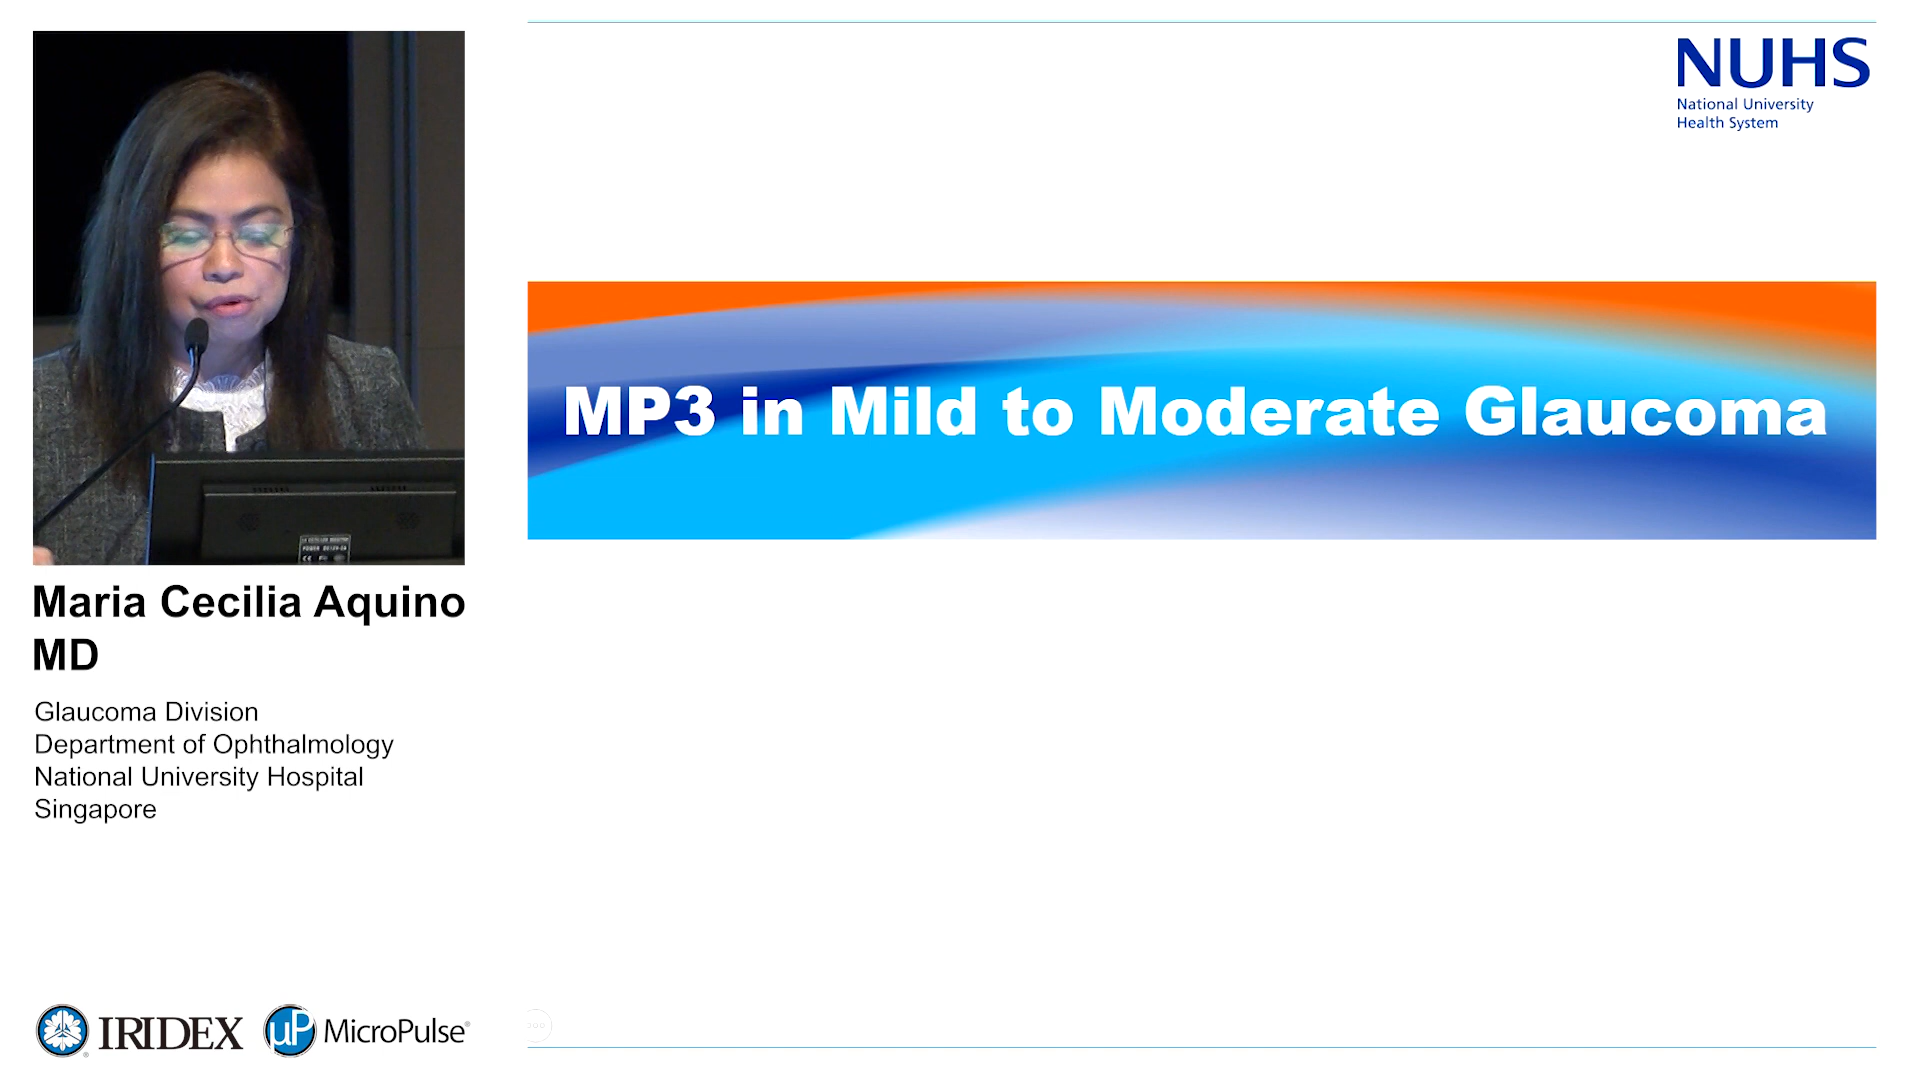 NUHS
National University
Health System
MP3 in Mild to Moderate Glaucoma
Maria Cecilia Aquino
MD
Glaucoma Division
Department of Ophthalmology
National University Hospital
Singapore
IRIDEX
®
µP MicroPulse®